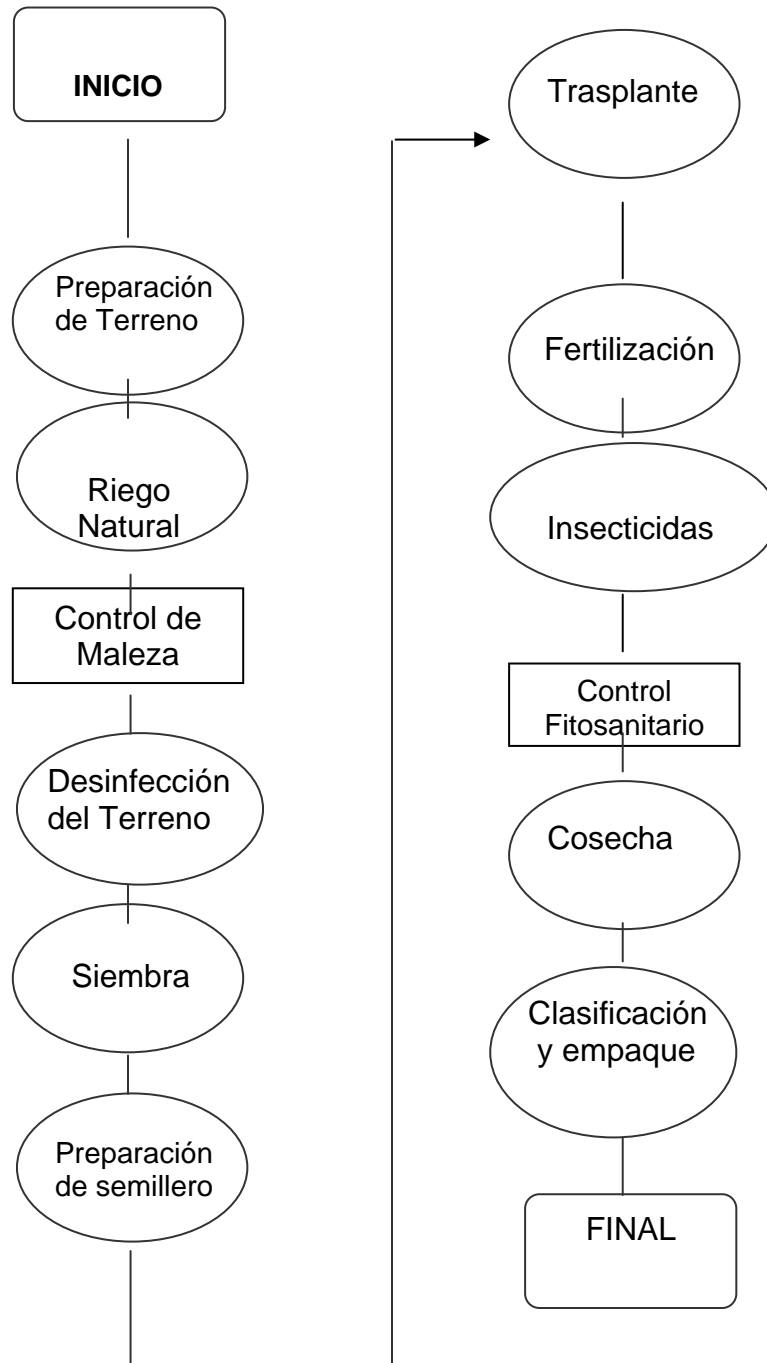 INICIO
Preparación
de Terreno
Riego
Natural
Control de
Maleza
Desinfección
del Terreno
Siembra
Preparación
de semillero
Trasplante
Fertilización
Insecticidas
Control
Fitosanitario
Cosecha
Clasificación
y empaque
FINAL